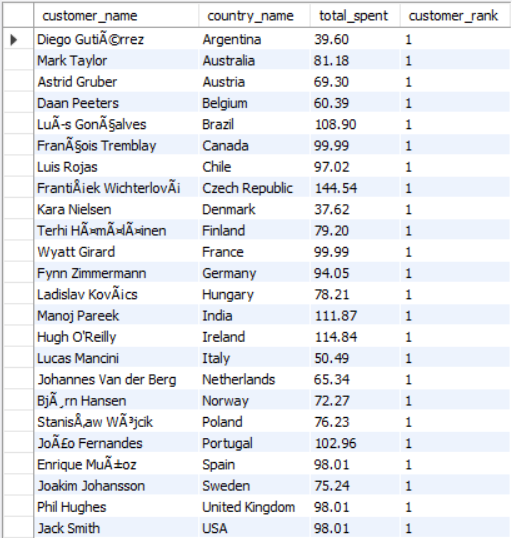 customer_name country_name total_spent customer_rank
Diego GutiÃ©rrez Argentina 39.60 1
Mark Taylor Australia 81.18 1
Astrid Gruber Austria 69.30 1
Daan Peeters Belgium 60.39 1
LuÃ-s GonÃ§alves Brazil 108.90 1
FranÃ§ois Tremblay Canada 99.99 1
Luis Rojas Chile 97.02 1
FrantiÅ¡ek WichterlovÃ¡ Czech Republic 144.54 1
Kara Nielsen Denmark 37.62 1
Terhi HÃ¤mÃ¤lÃ¤inen Finland 79.20 1
Wyatt Girard France 99.99 1
Fynn Zimmermann Germany 94.05 1
Ladislav KovÃ¡cs Hungary 78.21 1
Manoj Pareek India 111.87 1
Hugh O'Reilly Ireland 114.84 1
Lucas Mancini Italy 50.49 1
Johannes Van der Berg Netherlands 65.34 1
BjÃ¸rn Hansen Norway 72.27 1
StanisÅ‚aw WÃ³jcik Poland 76.23 1
JoÃ£o Fernandes Portugal 102.96 1
Enrique MuÃ±oz Spain 98.01 1
Joakim Johansson Sweden 75.24 1
Phil Hughes United Kingdom 98.01 1
Jack Smith USA 98.01 1